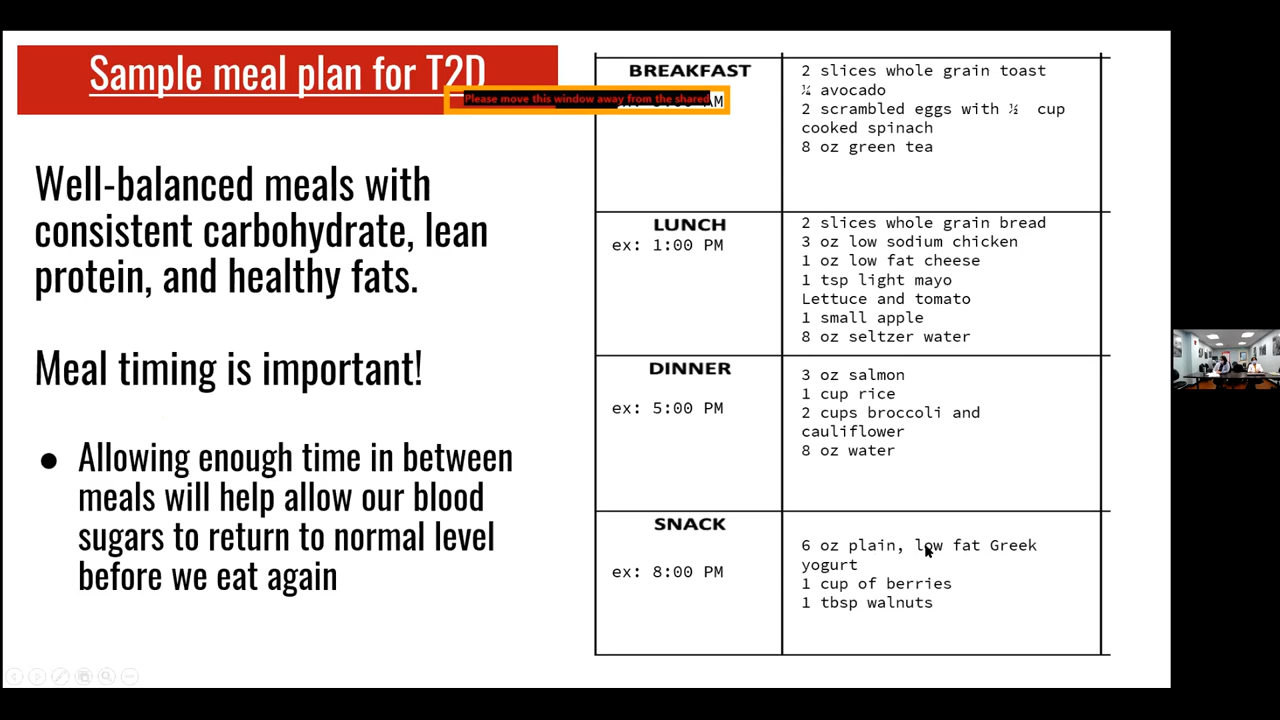 Sample meal plan for T2D
Please move this window away from the shared
AM
Well-balanced meals with
consistent carbohydrate, lean
protein, and healthy fats.
Meal timing is important!
● Allowing enough time in between
meals will help allow our blood
sugars to return to normal level
before we eat again
BREAKFAST
2 slices whole grain toast
¼ avocado
2 scrambled eggs with ½ cup
cooked spinach
8 oz green tea
LUNCH
ex: 1:00 PM
2 slices whole grain bread
3 oz low sodium chicken
1 oz low fat cheese
1 tsp light mayo
Lettuce and tomato
1 small apple
8 oz seltzer water
DINNER
ex: 5:00 PM
3 oz salmon
1 cup rice
2 cups broccoli and
cauliflower
8 oz water
SNACK
ex: 8:00 PM
6 oz plain, low fat Greek
yogurt
1 cup of berries
1 tbsp walnuts